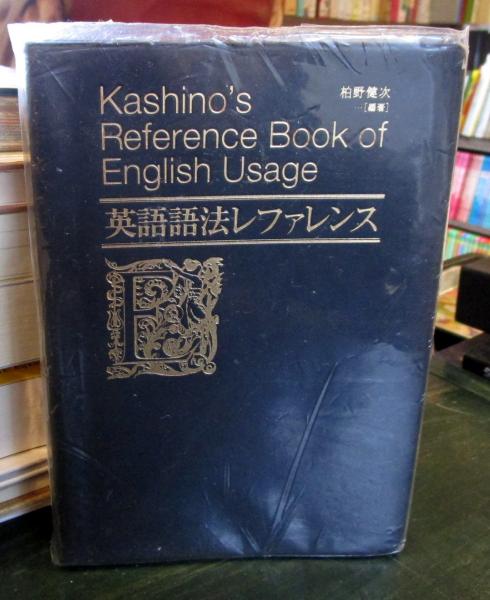 Kashino's
Reference Book of
English Usage
柏野健次
…[編著]
英語語法レファレンス
E